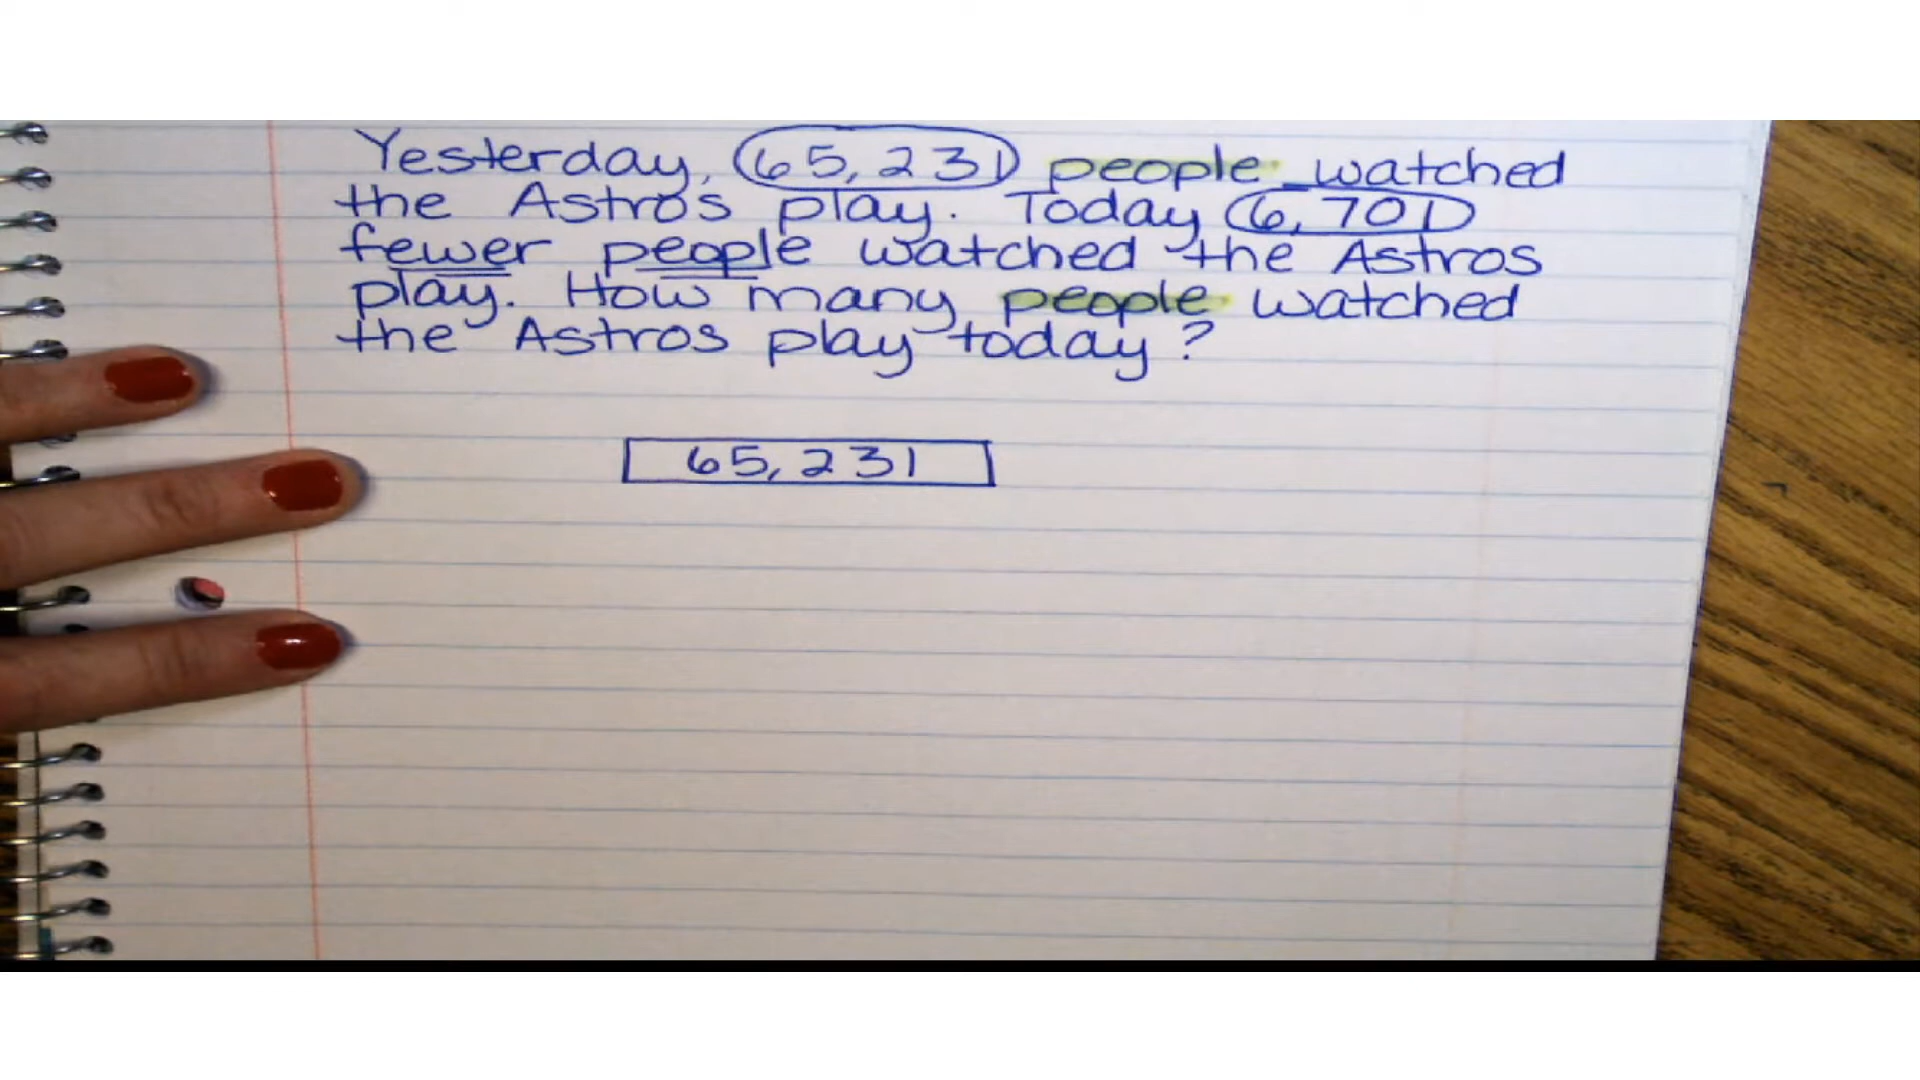 Yesterday, 65,231 people watched
the Astros play. Today 6,701
fewer people watched the Astros
play. How many people watched
the Astros play today?
65,231